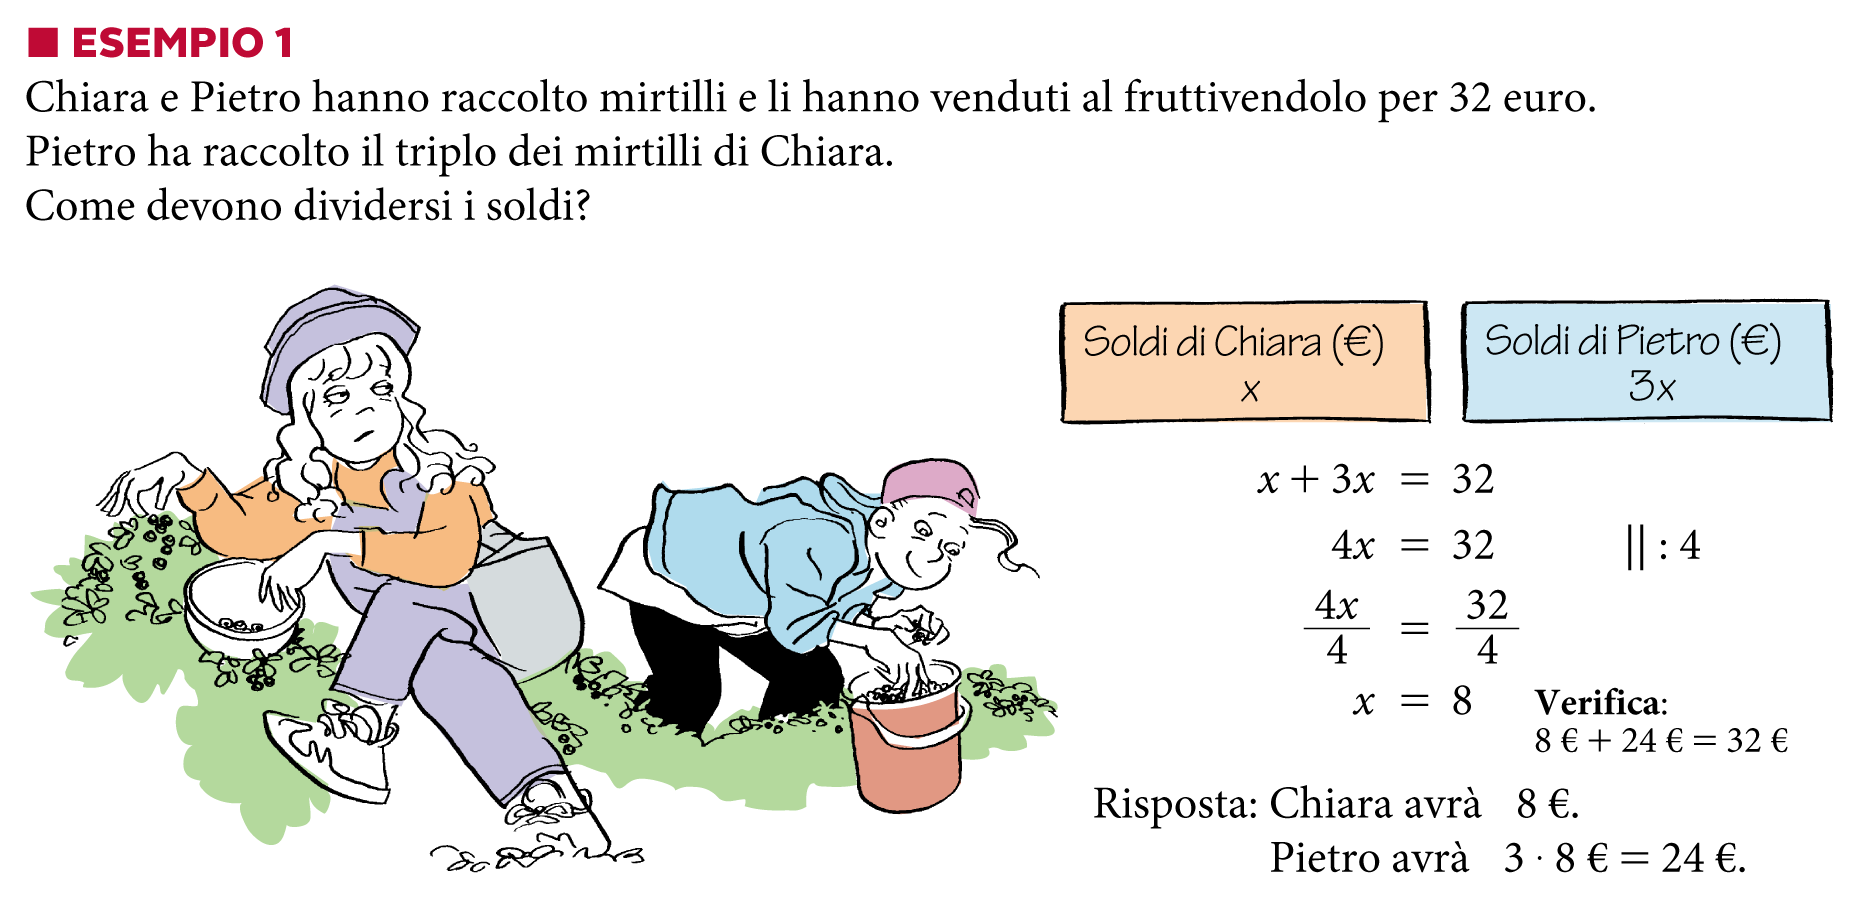 ESEMPIO 1
Chiara e Pietro hanno raccolto mirtilli e li hanno venduti al fruttivendolo per 32 euro.
Pietro ha raccolto il triplo dei mirtilli di Chiara.
Come devono dividersi i soldi?
Soldi di Chiara (€)
x
Soldi di Pietro (€)
3x
x + 3x = 32
4x = 32 || : 4
4x/4 = 32/4
x = 8
Verifica:
8 € + 24 € = 32 €
Risposta: Chiara avrà 8 €.
Pietro avrà 3 · 8 € = 24 €.